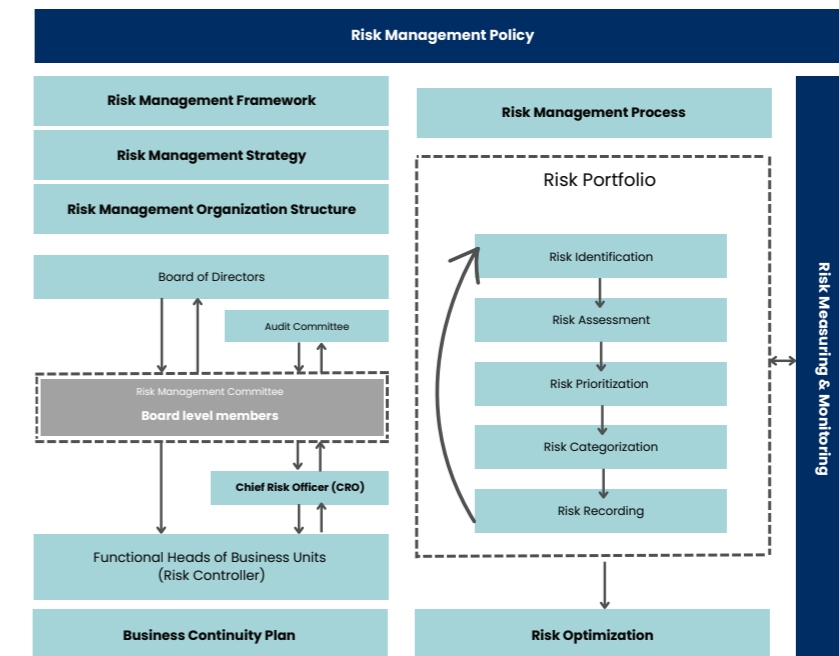 Risk Management Policy
Risk Management Framework
Risk Management Strategy
Risk Management Organization Structure
Board of Directors
Audit Committee
Risk Management Committee
Board level members
Chief Risk Officer (CRO)
Functional Heads of Business Units
(Risk Controller)
Business Continuity Plan
Risk Management Process
Risk Portfolio
Risk Identification
Risk Assessment
Risk Prioritization
Risk Categorization
Risk Recording
Risk Optimization
Risk Measuring & Monitoring